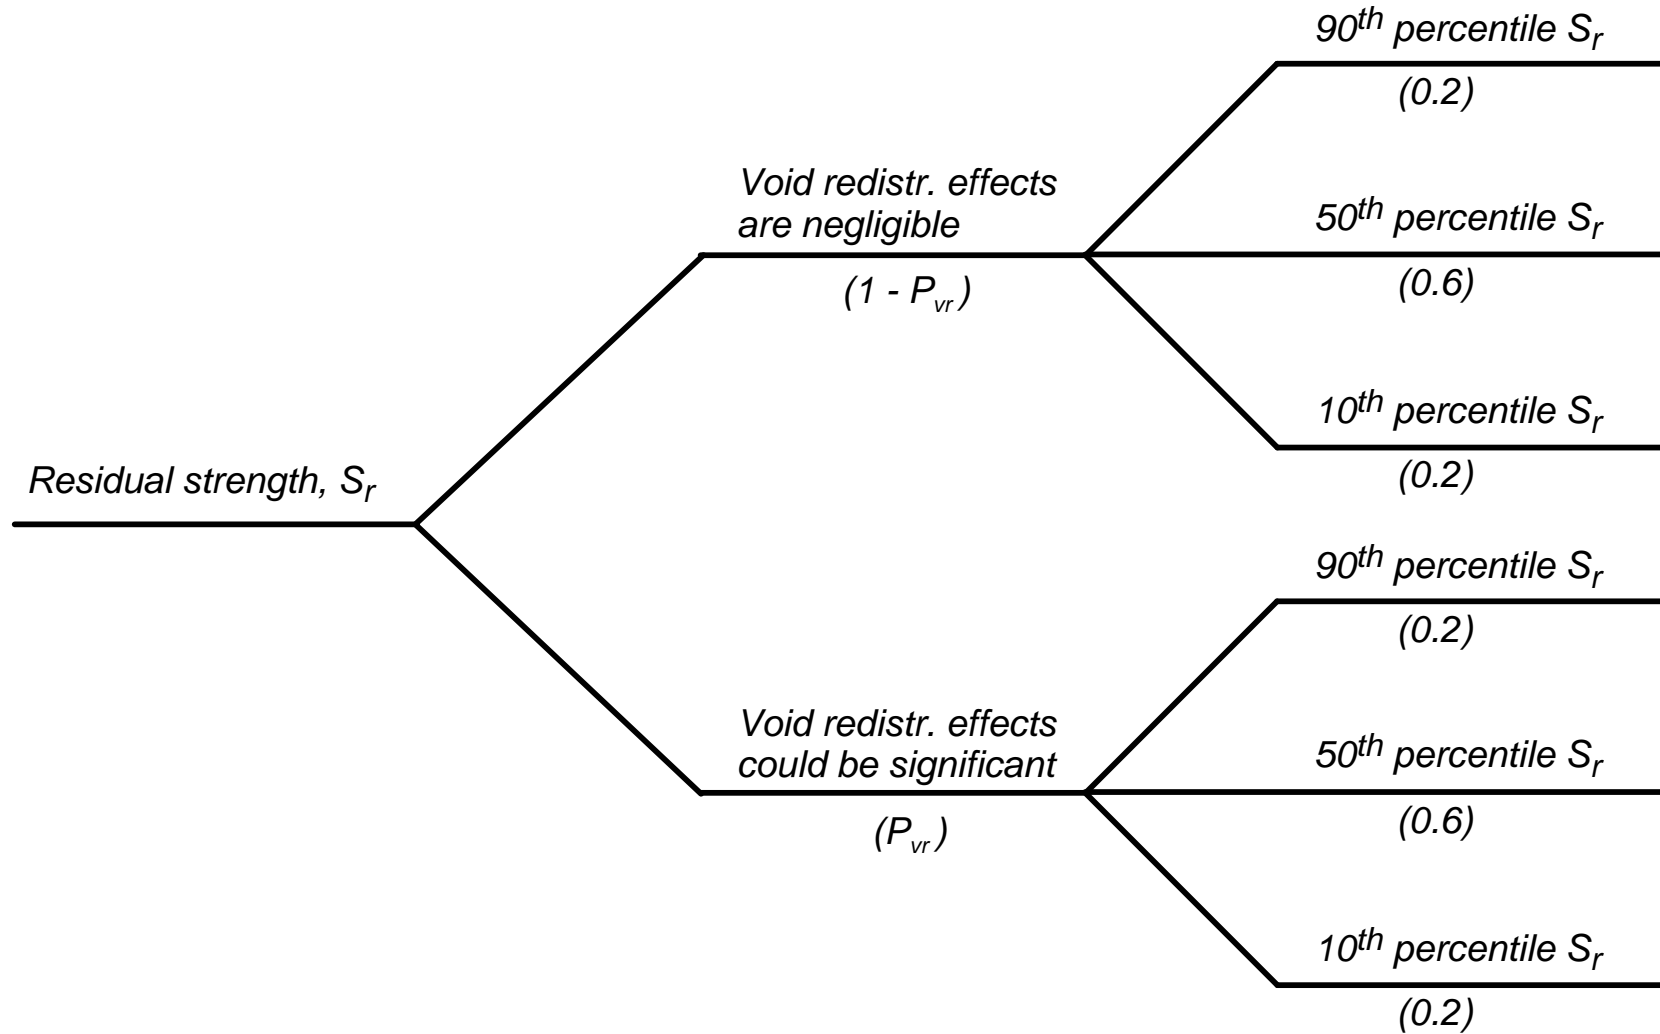 90th percentile Sr
(0.2)
Void redistr. effects
are negligible
(1 - Pvr)
50th percentile Sr
(0.6)
10th percentile Sr
(0.2)
Residual strength, Sr
90th percentile Sr
(0.2)
Void redistr. effects
could be significant
(Pvr)
50th percentile Sr
(0.6)
10th percentile Sr
(0.2)